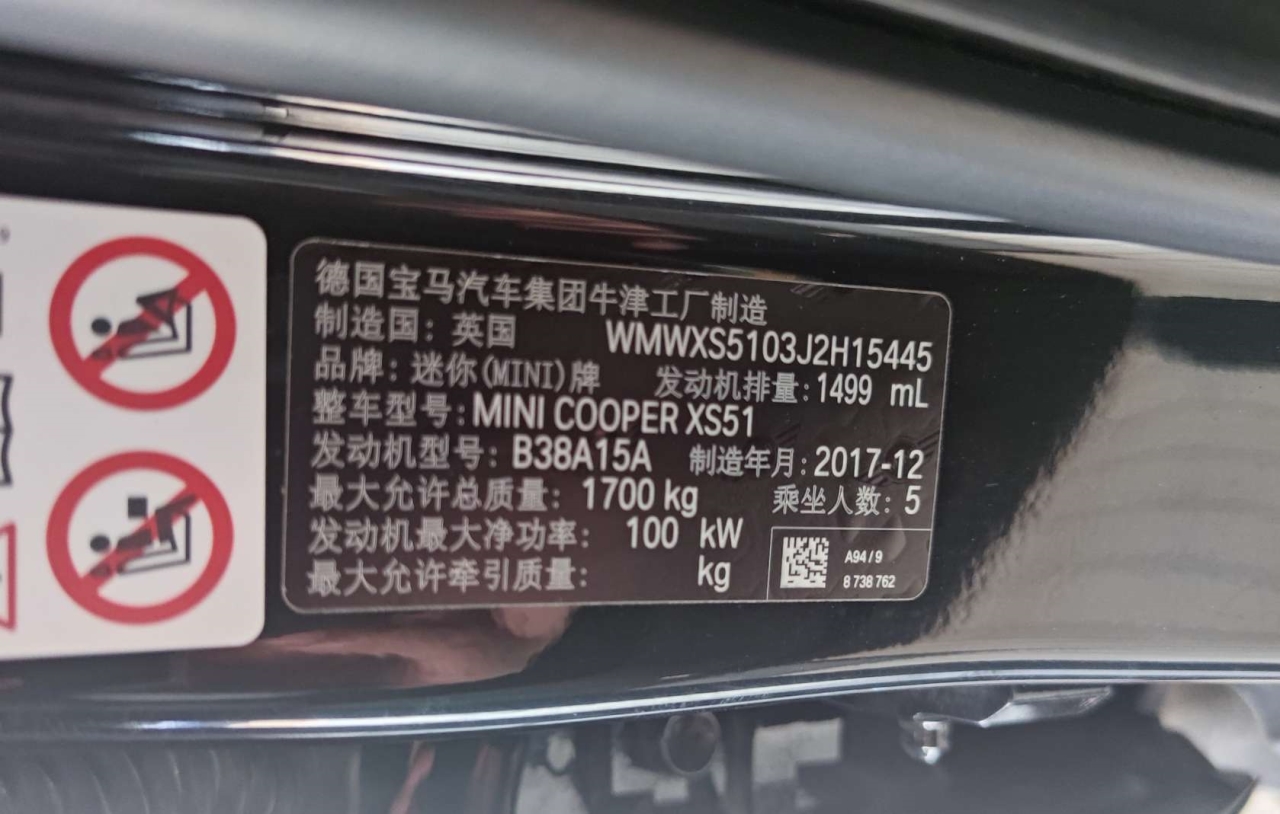 德国宝马汽车集团牛津工厂制造
制造国：英国 WMWXS5103J2H15445
品牌：迷你(MINI)牌 发动机排量：1499 mL
整车型号：MINI COOPER XS51
发动机型号：B38A15A 制造年月：2017-12
最大允许总质量：1700 kg 乘坐人数：5
发动机最大净功率：100 kW
最大允许牵引质量： kg
A94/9
8 738 762